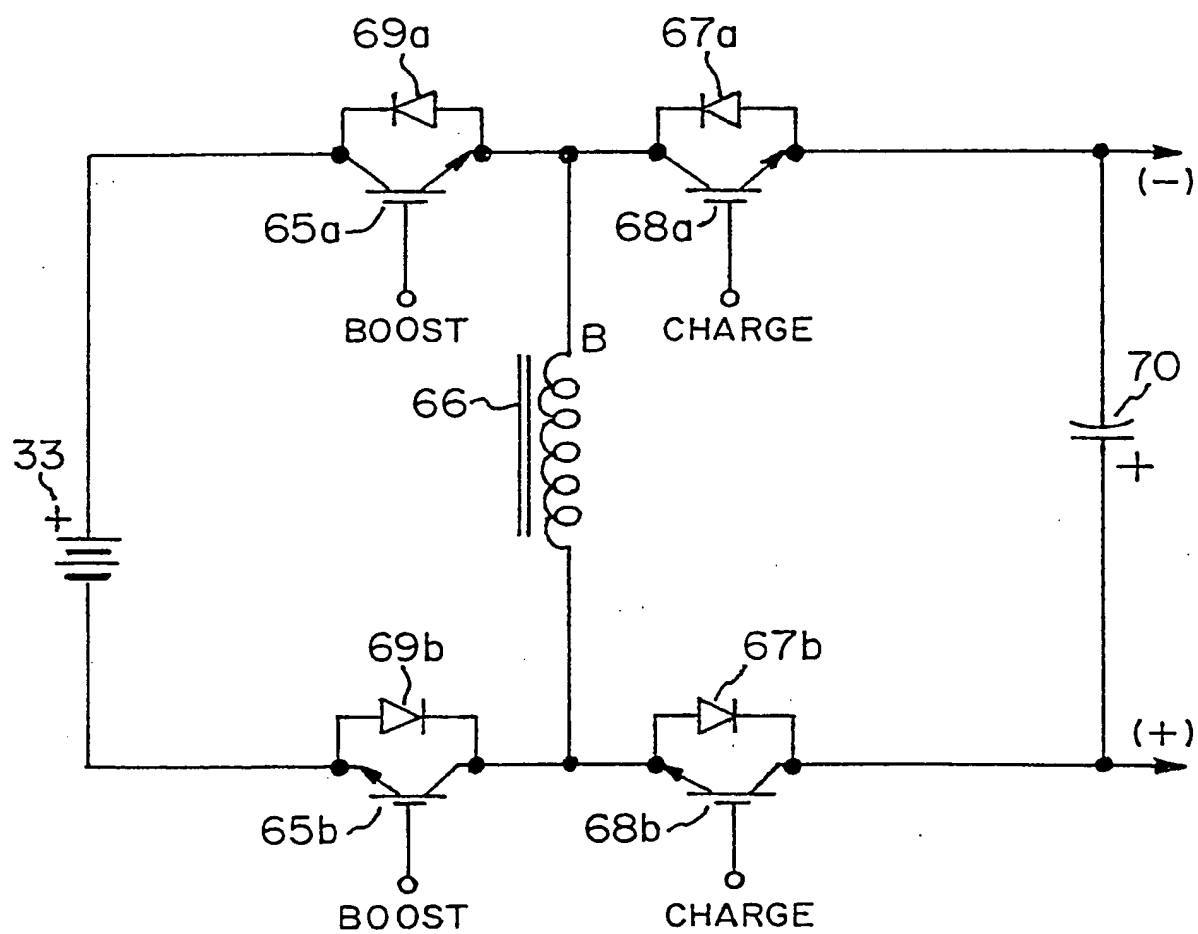 69a
67a
(−)
65a
68a
BOOST
CHARGE
B
70
66
33
+
+
69b
67b
(+)
65b
68b
BOOST
CHARGE